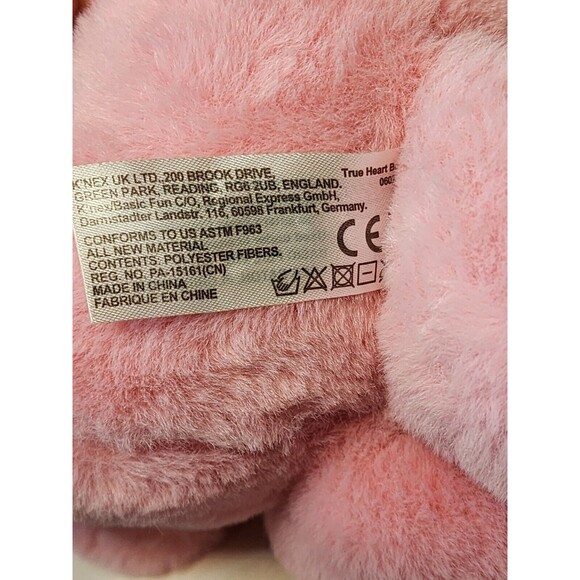 K'NEX UK LTD. 200 BROOK DRIVE,
GREEN PARK, READING, RG6 2UB, ENGLAND.
K'nex/Basic Fun C/O, Regional Express GmbH,
Darmstadter Landstr, 116, 60598 Frankfurt, Germany.
CONFORMS TO US ASTM F963
ALL NEW MATERIAL
CONTENTS: POLYESTER FIBERS.
REG. NO. PA-15161(CN)
MADE IN CHINA
FABRIQUE EN CHINE
True Heart
CE